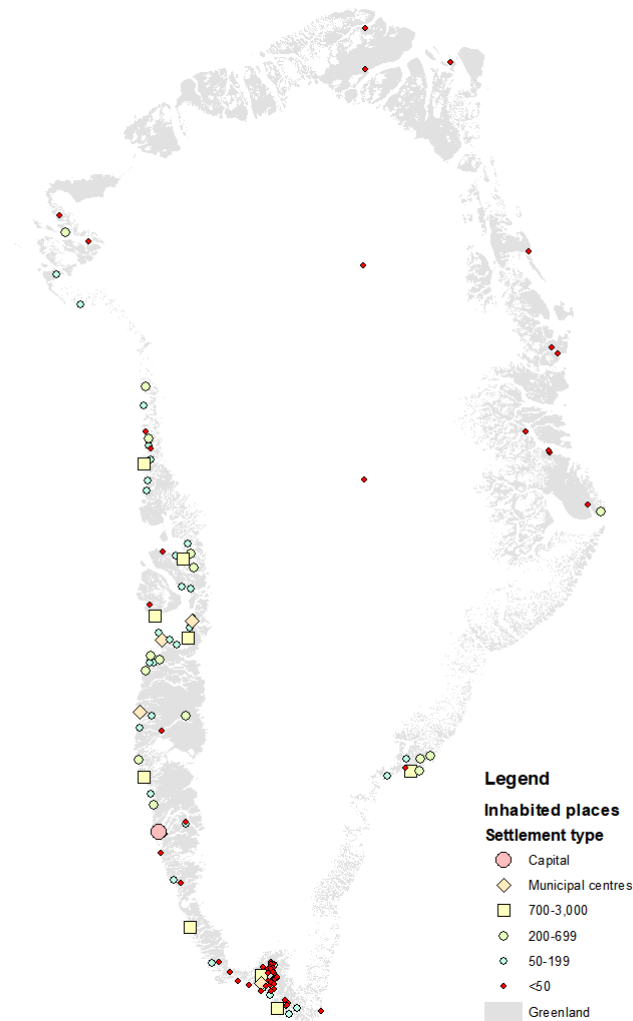 Legend
Inhabited places
Settlement type
Capital
Municipal centres
700-3,000
200-699
50-199
<50
Greenland